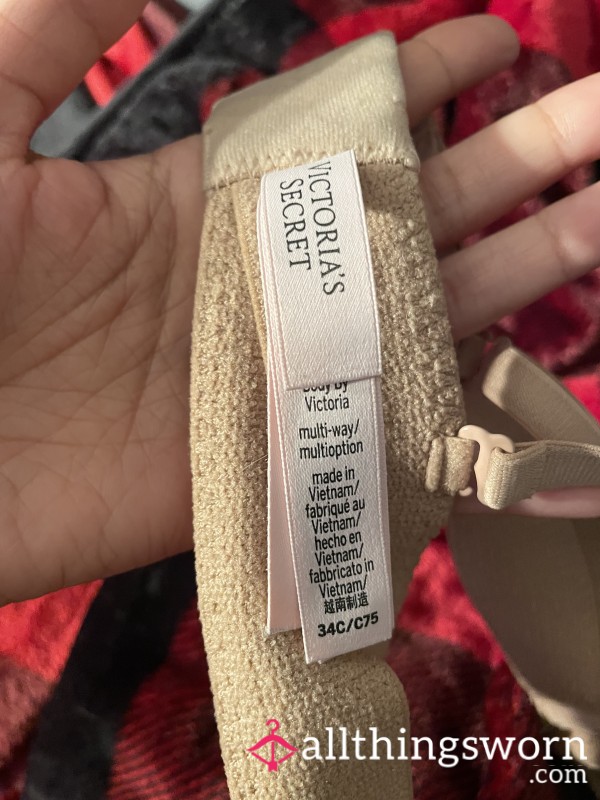 VICTORIA'S
SECRET
Body by
Victoria
multi-way/
multioption
made in
Vietnam/
fabriqué au
Vietnam/
hecho en
Vietnam/
fabbricato in
Vietnam/
越南制造
34C/C75
allthingsworn
.com